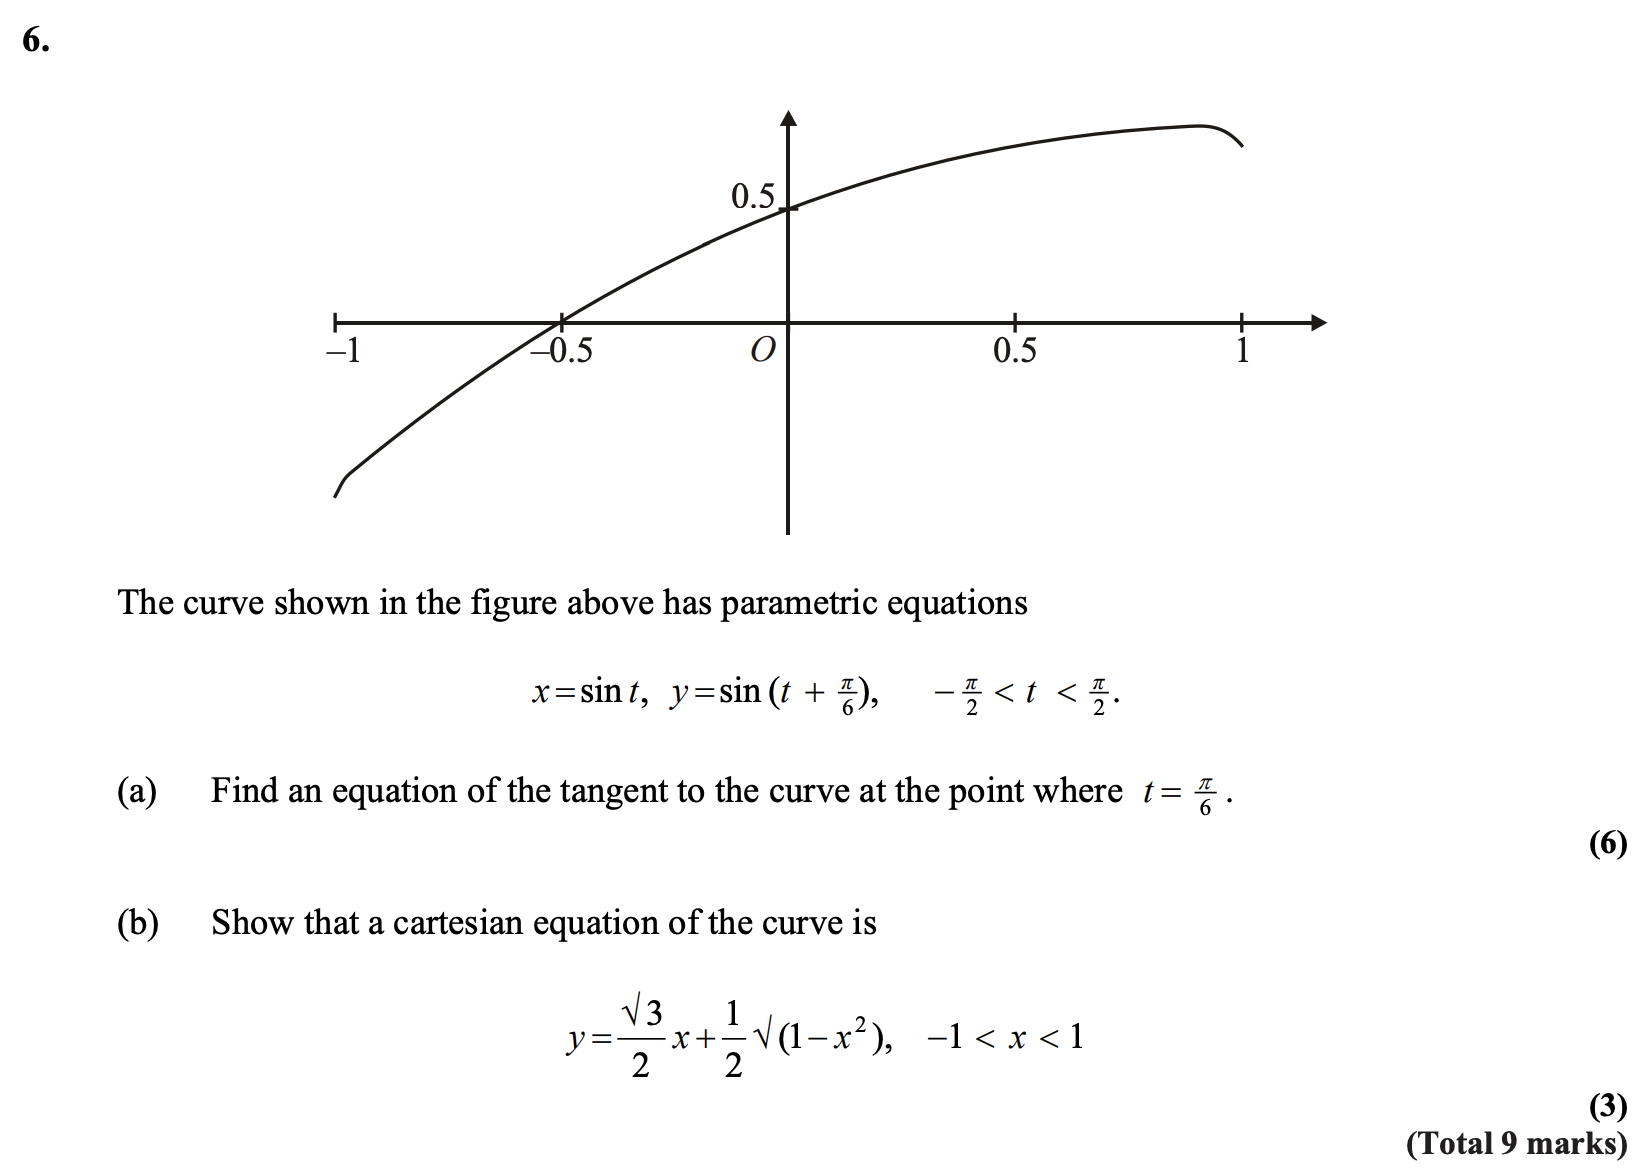 6.
0.5
−1 −0.5 O 0.5 1
The curve shown in the figure above has parametric equations
x = sin t, y = sin (t + π/6), − π/2 < t < π/2.
(a) Find an equation of the tangent to the curve at the point where t = π/6.
(6)
(b) Show that a cartesian equation of the curve is
y = √3/2 x + 1/2 √(1 − x²), −1 < x < 1
(3)
(Total 9 marks)